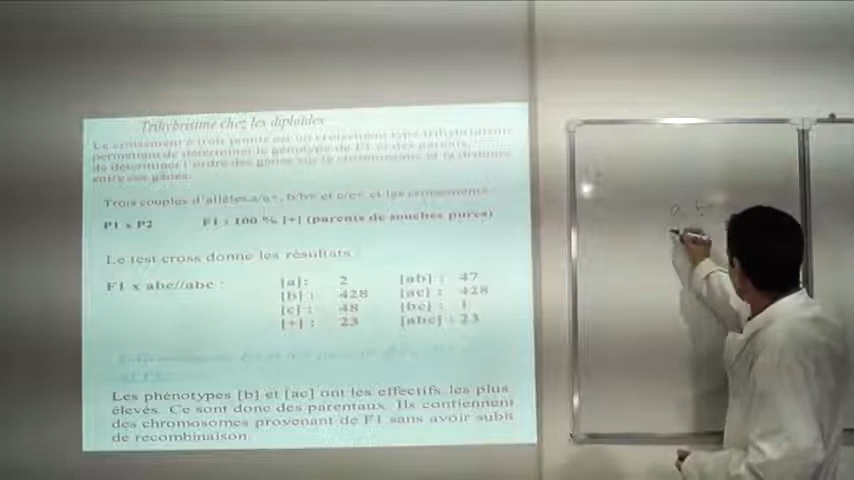 Trihybridisme chez les diploïdes
Le croisement à trois points est un croisement type trihybridisme
permettant de déterminer le génotype de F1 et des parents,
de déterminer l'ordre des gènes sur le chromosome et la distance
entre ces gènes.
Trois couples d'allèles a/a+, b/b+ et c/c+ et les croisements :
P1 x P2 F1 : 100 % [+] (parents de souches pures)
Le test cross donne les résultats
F1 x abc//abc : [a]: 2 [ab] : 47
[b] : 428 [ac] : 428
[c] : 48 [bc] : 1
[+] : 23 [abc] : 23
Les phénotypes [b] et [ac] ont les effectifs les plus
élevés. Ce sont donc des parentaux. Ils contiennent
des chromosomes provenant de F1 sans avoir subit
de recombinaison.
a b+